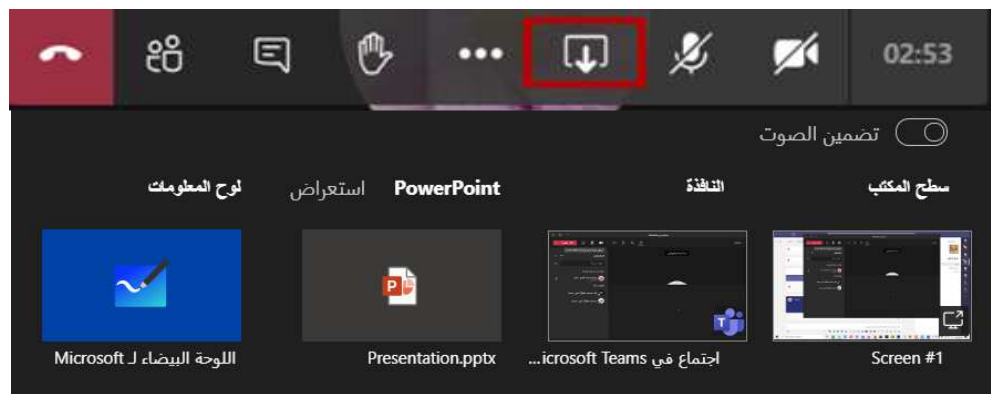 02:53
تضمين الصوت
سطح المكتب
النافذة
PowerPoint استعراض
لوح المعلومات
Screen #1
اجتماع في icrosoft Teams...
Presentation.pptx
اللوحة البيضاء لـ Microsoft